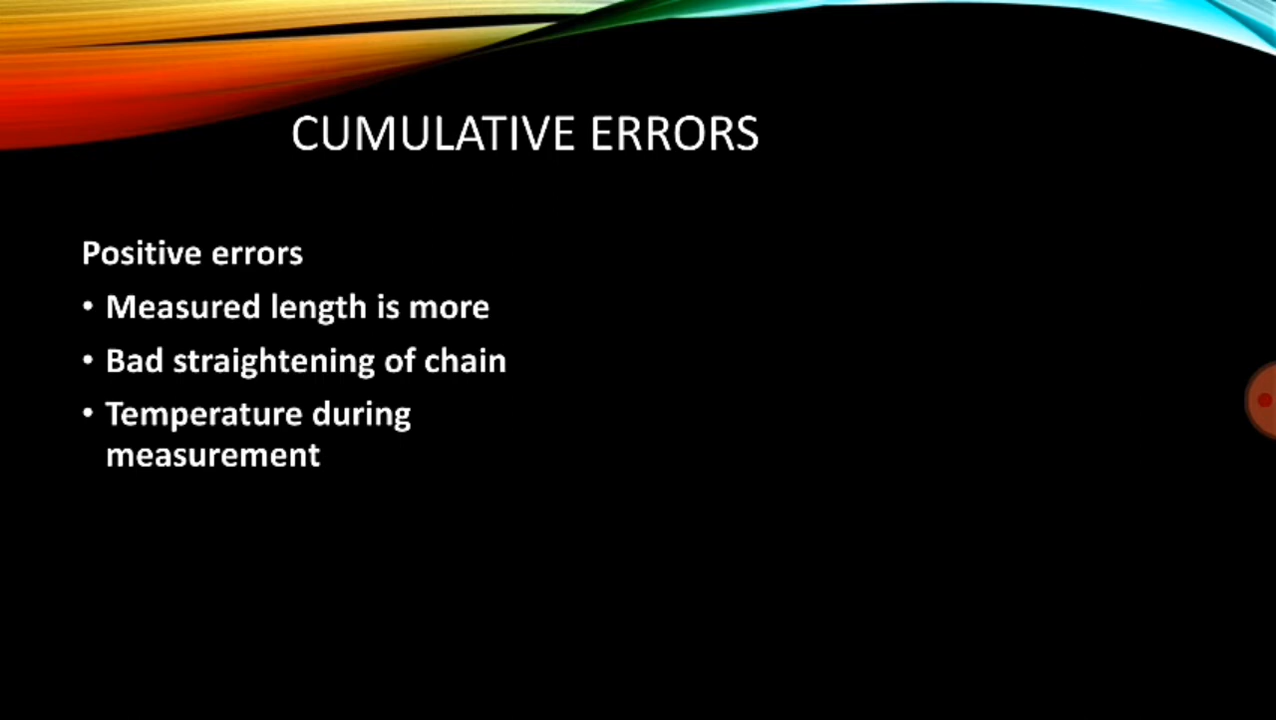 CUMULATIVE ERRORS
Positive errors
• Measured length is more
• Bad straightening of chain
• Temperature during
measurement